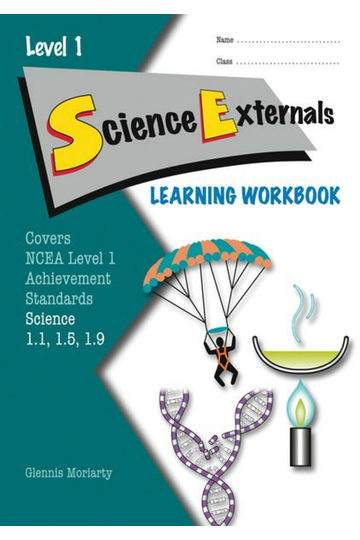 Level 1
Name ..............................
Class ..............................
Science Externals
LEARNING WORKBOOK
Covers
NCEA Level 1
Achievement
Standards
Science
1.1, 1.5, 1.9
Glennis Moriarty